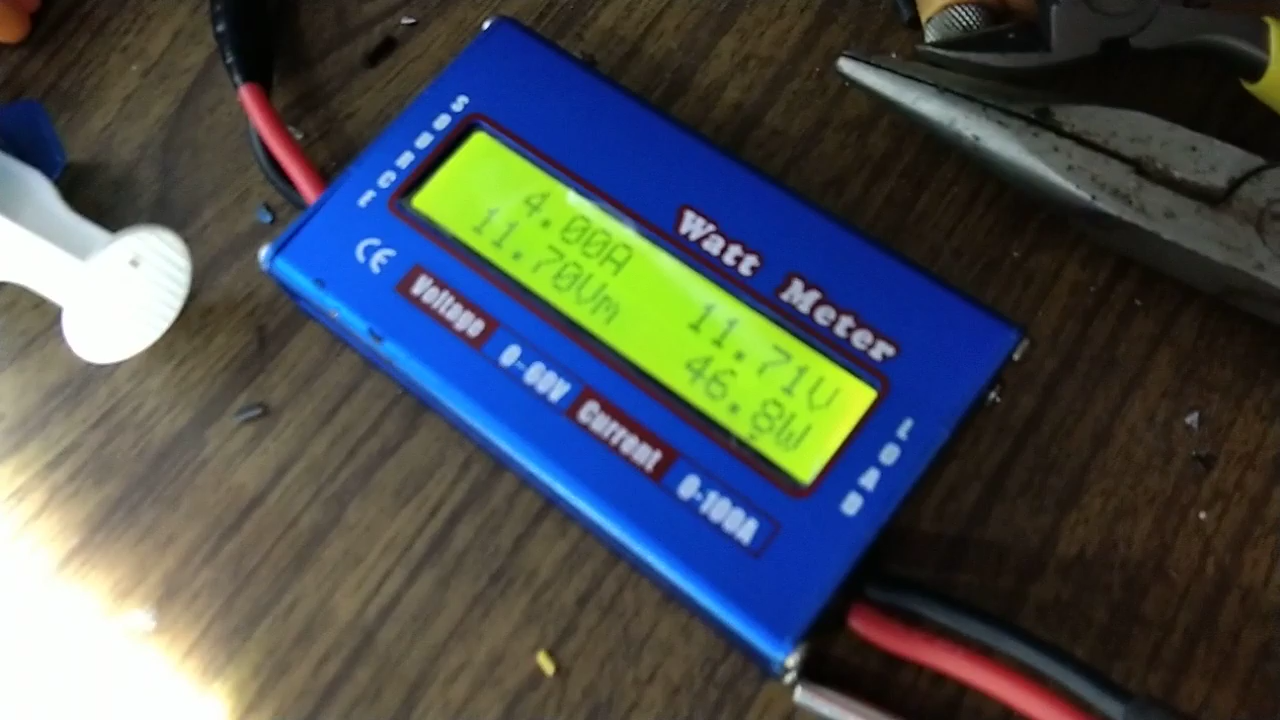 Source
Watt Meter
4.00A 11.71V
11.70Vm 46.8W
CE
Voltage 0-60V Current 0-100A
LOAD